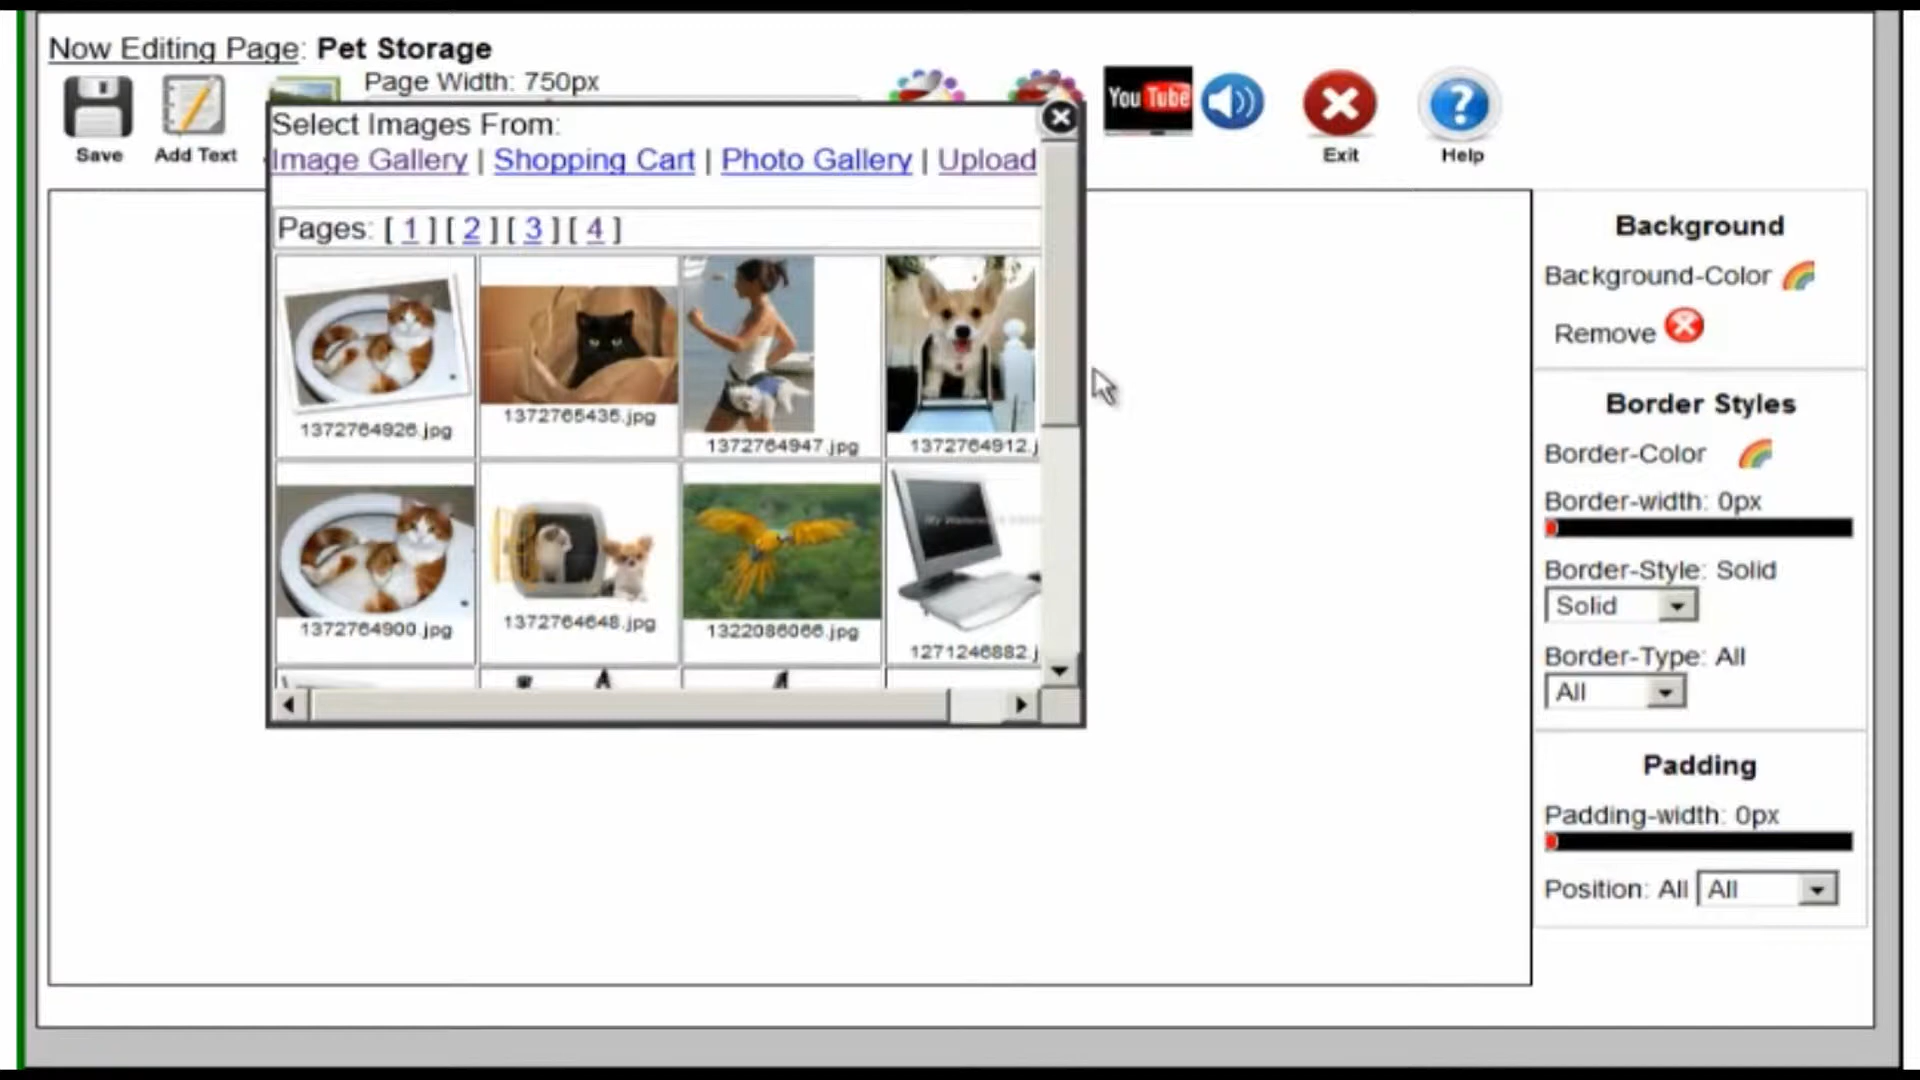 Now Editing Page: Pet Storage
Page Width: 750px
Save
Add Text
YouTube
Exit
Help
Select Images From:
Image Gallery | Shopping Cart | Photo Gallery | Upload
Pages: [ 1 ] [ 2 ] [ 3 ] [ 4 ]
1372764926.jpg
1372765435.jpg
1372764947.jpg
1372764912.j
1372764900.jpg
1372764648.jpg
1322086066.jpg
1271246882.j
Background
Background-Color
Remove
Border Styles
Border-Color
Border-width: 0px
Border-Style: Solid
Solid
Border-Type: All
All
Padding
Padding-width: 0px
Position: All All